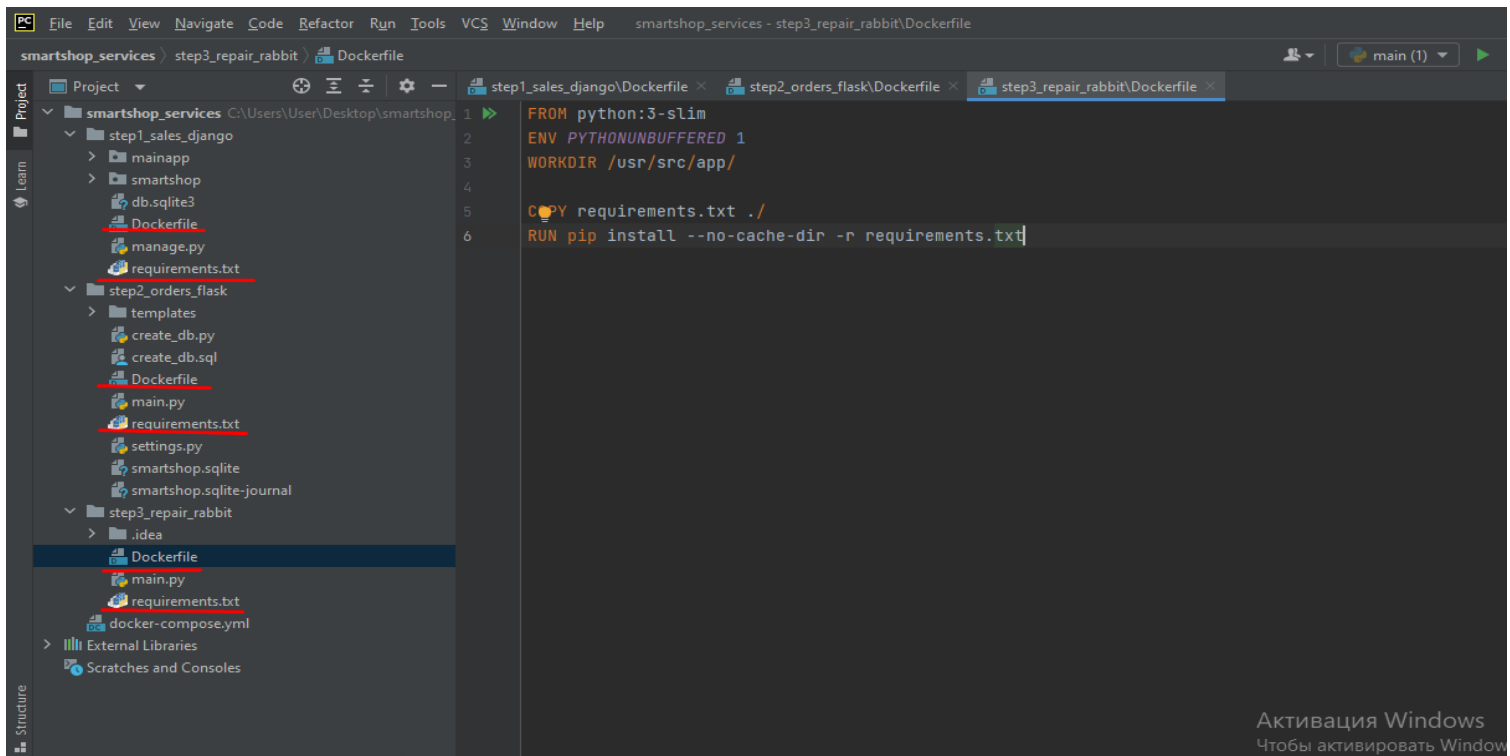 PC File Edit View Navigate Code Refactor Run Tools VCS Window Help smartshop_services - step3_repair_rabbit\Dockerfile
smartshop_services step3_repair_rabbit Dockerfile main (1)
Project
Learn
Structure
Project
smartshop_services C:\Users\User\Desktop\smartshop_
step1_sales_django
mainapp
smartshop
db.sqlite3
Dockerfile
manage.py
requirements.txt
step2_orders_flask
templates
create_db.py
create_db.sql
Dockerfile
main.py
requirements.txt
settings.py
smartshop.sqlite
smartshop.sqlite-journal
step3_repair_rabbit
.idea
Dockerfile
main.py
requirements.txt
docker-compose.yml
External Libraries
Scratches and Consoles
step1_sales_django\Dockerfile step2_orders_flask\Dockerfile step3_repair_rabbit\Dockerfile
1 FROM python:3-slim
2 ENV PYTHONUNBUFFERED 1
3 WORKDIR /usr/src/app/
4
5 COPY requirements.txt ./
6 RUN pip install --no-cache-dir -r requirements.txt
Активация Windows
Чтобы активировать Window